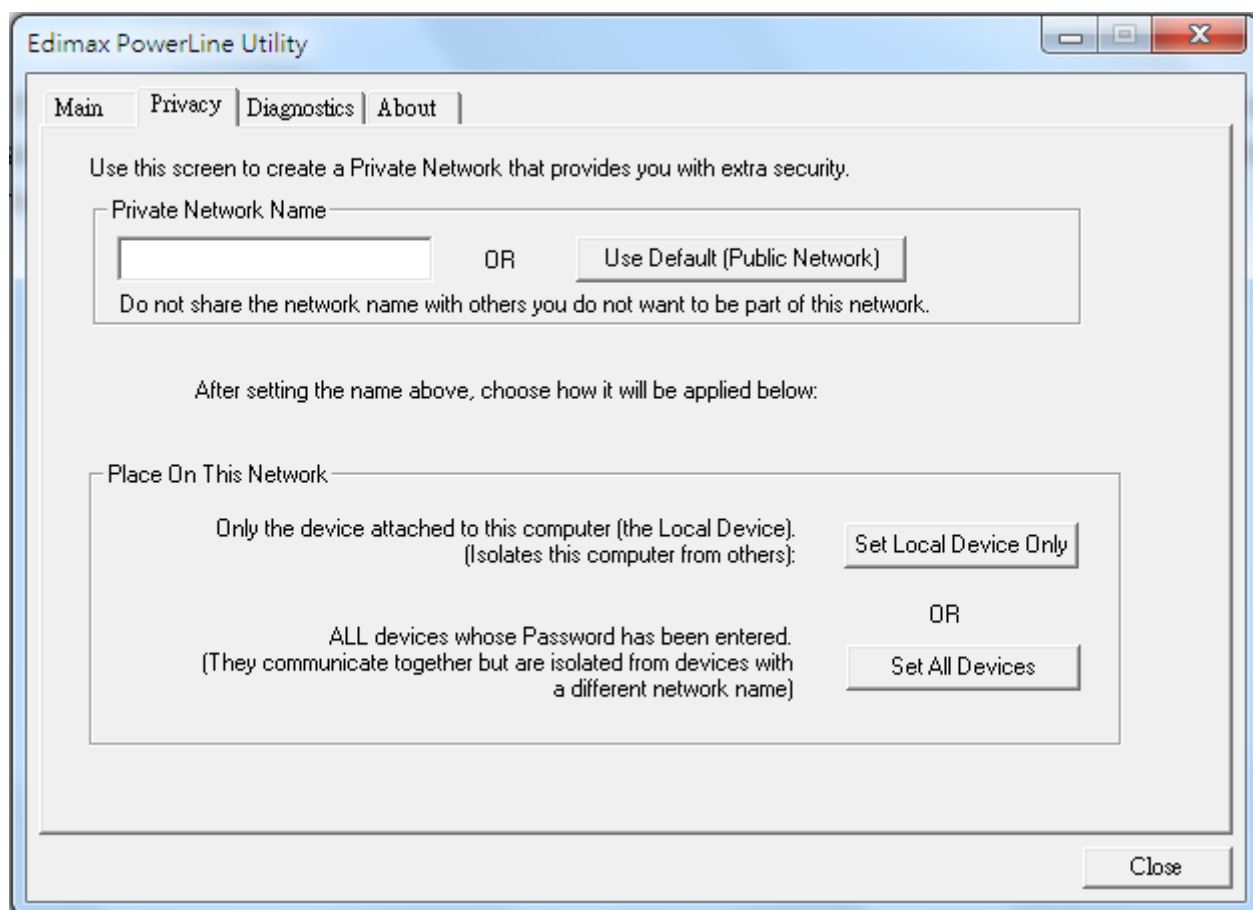 Edimax PowerLine Utility
Main Privacy Diagnostics About
Use this screen to create a Private Network that provides you with extra security.
Private Network Name
OR Use Default (Public Network)
Do not share the network name with others you do not want to be part of this network.
After setting the name above, choose how it will be applied below:
Place On This Network
Only the device attached to this computer (the Local Device).
(Isolates this computer from others):
Set Local Device Only
OR
ALL devices whose Password has been entered.
(They communicate together but are isolated from devices with
a different network name)
Set All Devices
Close